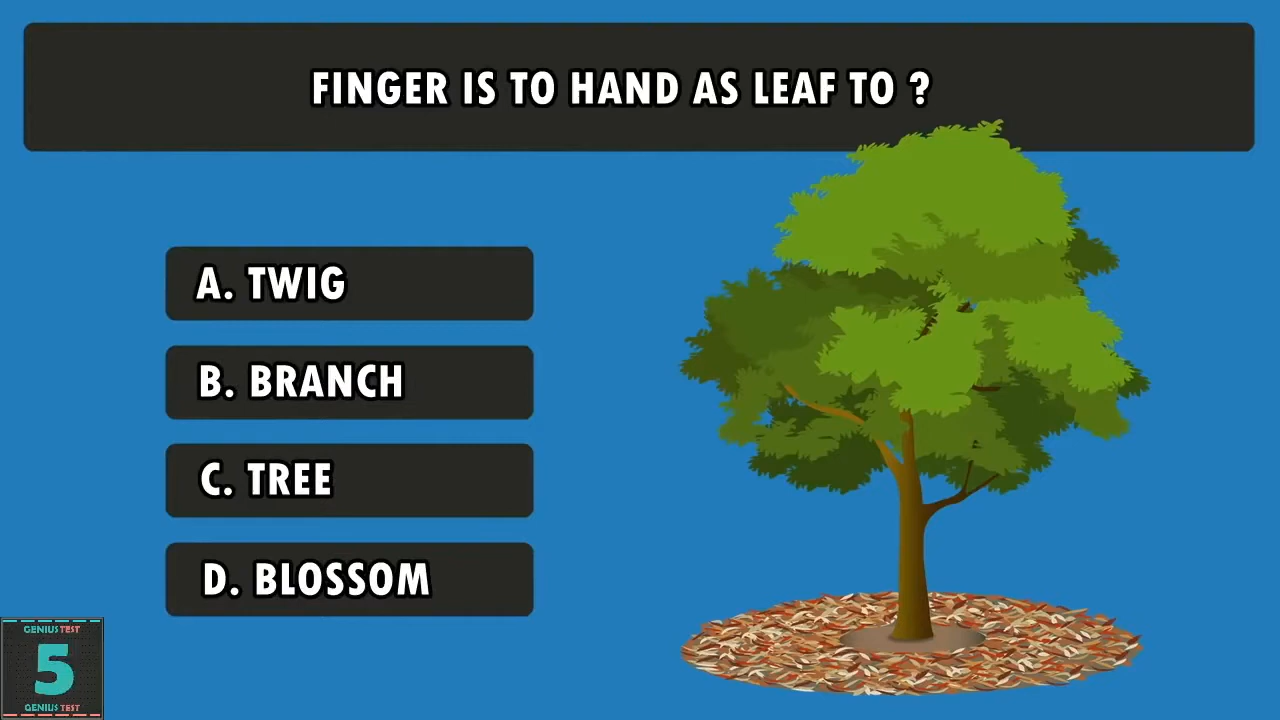 FINGER IS TO HAND AS LEAF TO ?
A. TWIG
B. BRANCH
C. TREE
D. BLOSSOM
GENIUS TEST
5
GENIUS TEST